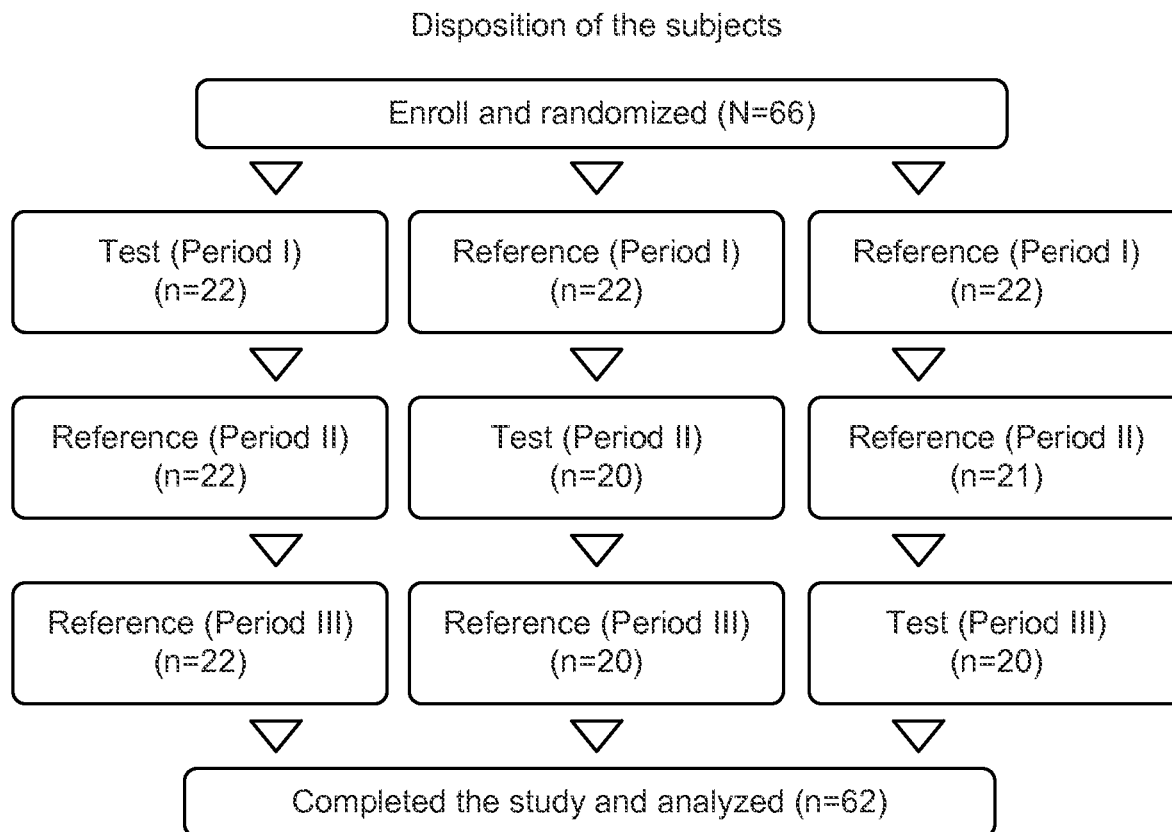 Disposition of the subjects
Enroll and randomized (N=66)
Test (Period I)
(n=22)
Reference (Period I)
(n=22)
Reference (Period I)
(n=22)
Reference (Period II)
(n=22)
Test (Period II)
(n=20)
Reference (Period II)
(n=21)
Reference (Period III)
(n=22)
Reference (Period III)
(n=20)
Test (Period III)
(n=20)
Completed the study and analyzed (n=62)